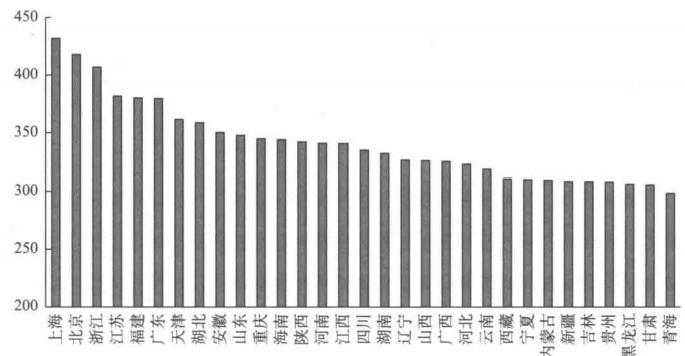 450
400
350
300
250
200
上海
北京
浙江
江苏
福建
广东
天津
湖北
安徽
山东
重庆
海南
陕西
河南
江西
四川
湖南
辽宁
山西
广西
河北
云南
西藏
宁夏
内蒙古
新疆
吉林
贵州
黑龙江
甘肃
青海